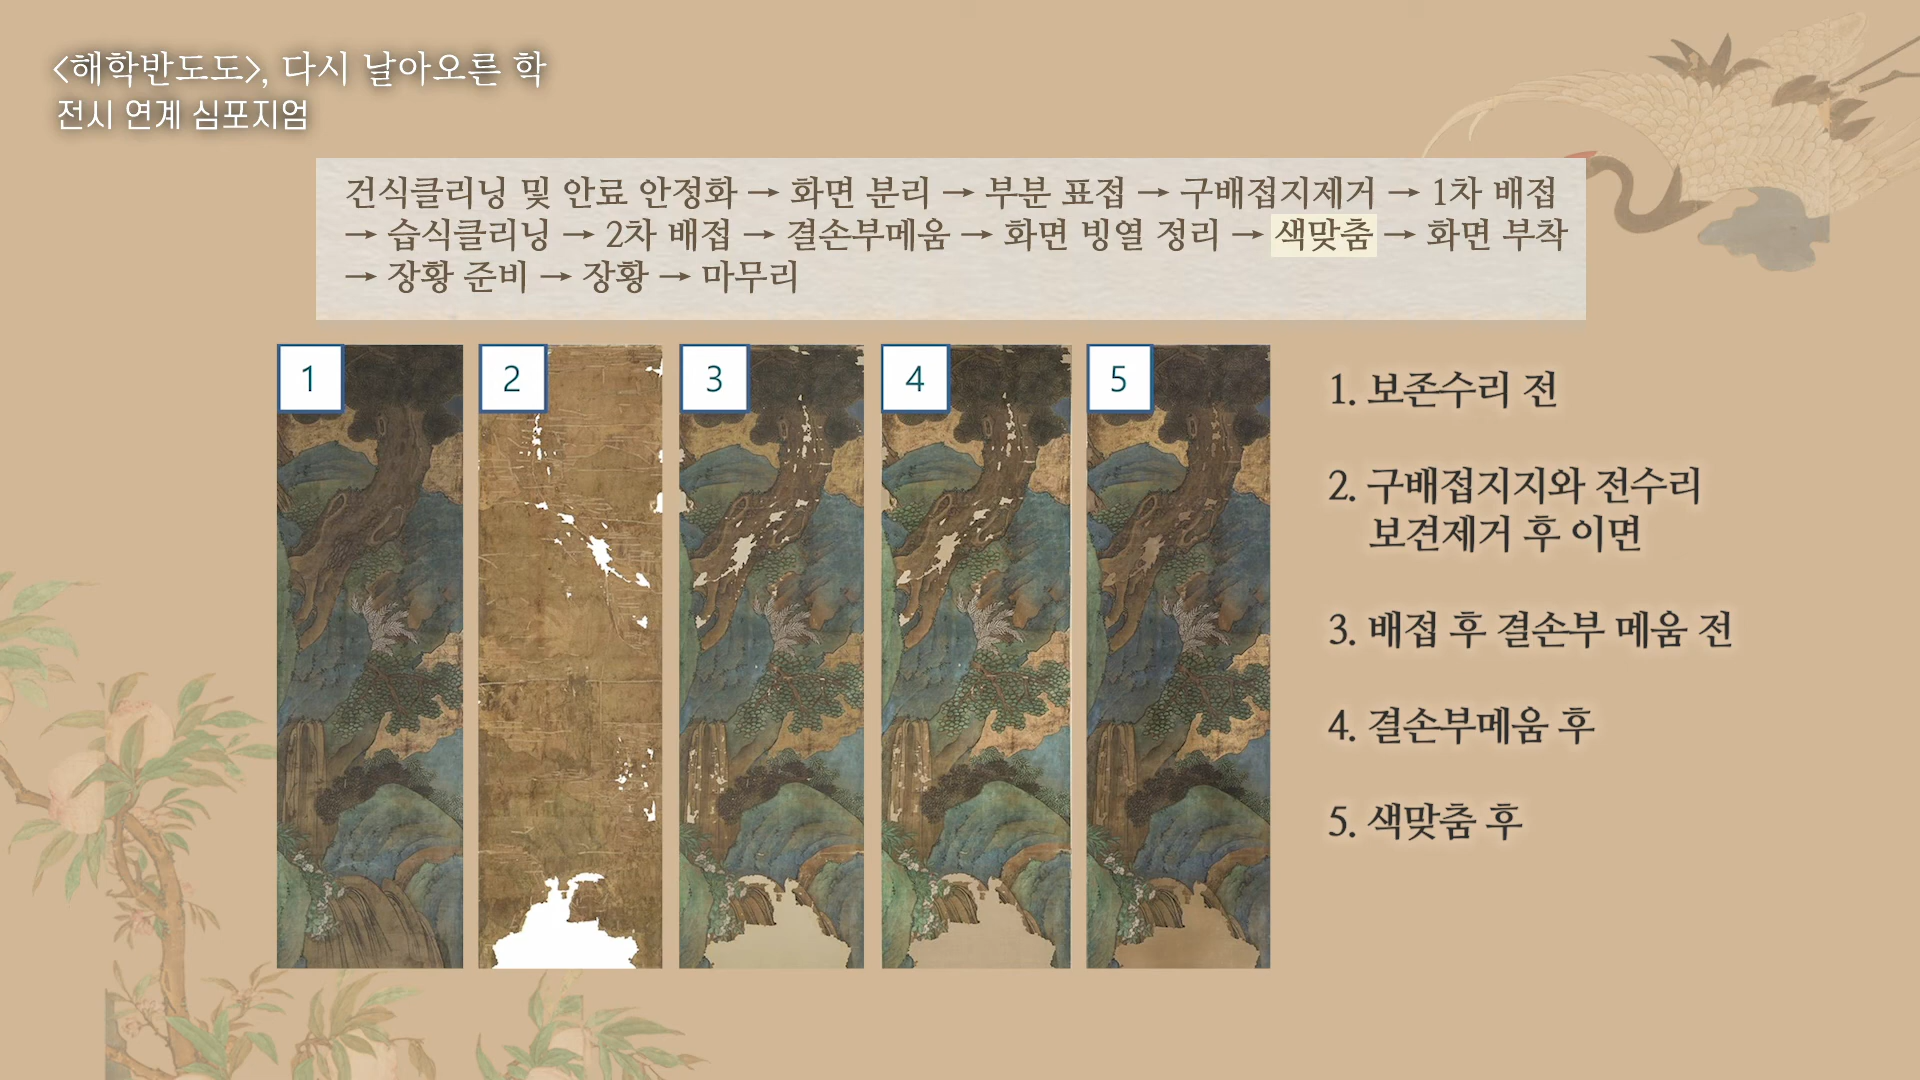 <해학반도도>, 다시 날아오른 학
전시 연계 심포지엄
건식클리닝 및 안료 안정화 → 화면 분리 → 부분 표접 → 구배접지제거 → 1차 배접
→ 습식클리닝 → 2차 배접 → 결손부메움 → 화면 빙열 정리 → 색맞춤 → 화면 부착
→ 장황 준비 → 장황 → 마무리
1
2
3
4
5
1. 보존수리 전
2. 구배접지지와 전수리
보견제거 후 이면
3. 배접 후 결손부 메움 전
4. 결손부메움 후
5. 색맞춤 후